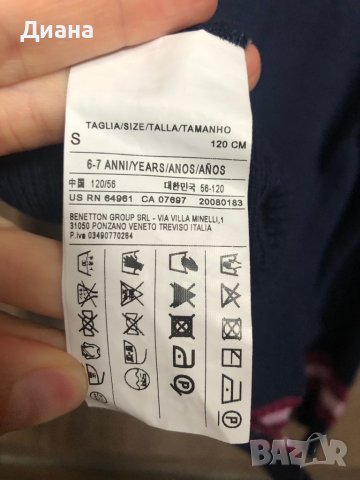 Диана
TAGLIA/SIZE/TALLA/TAMANHO
S 120 CM
6-7 ANNI/YEARS/ANOS/AÑOS
中国 120/56 대한민국 56-120
US RN 64961 CA 07697 20080183
BENETTON GROUP SRL - VIA VILLA MINELLI,1
31050 PONZANO VENETO TREVISO ITALIA
P.iva 03490770264
P
P
BAZAR